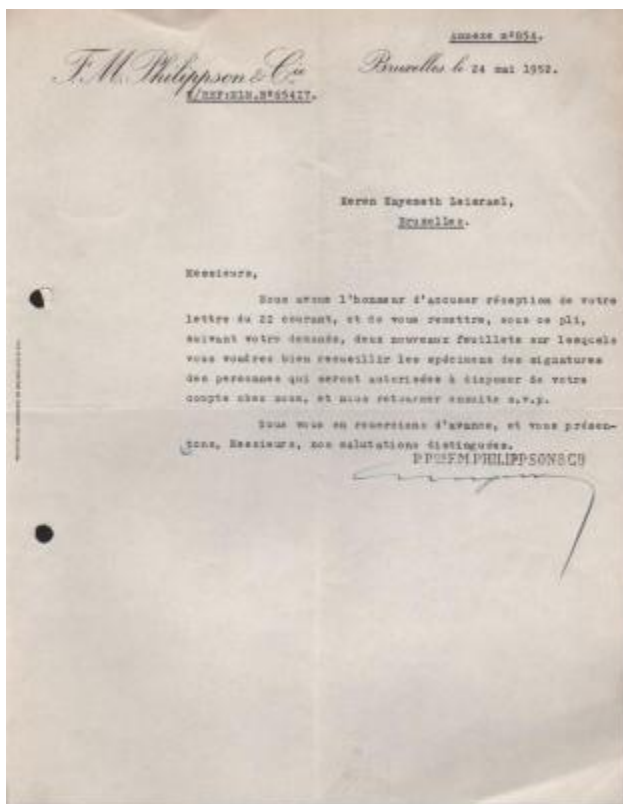 Annexe n°854.
F.M. Philippson & Cie
Bruxelles le 24 mai 1952.
Keren Kayemeth Leisrael,
Bruxelles.
Messieurs,
Nous avons l'honneur d'accuser réception de votre
lettre du 22 courant, et de vous remettre, sous ce pli,
suivant votre demande, deux nouveaux feuillets sur lesquels
vous voudrez bien recueillir les spécimens des signatures
des personnes qui seront autorisées à disposer de votre
compte chez nous, et nous retourner ensuite s.v.p.
Nous vous en remercions d'avance, et vous présen-
tons, Messieurs, nos salutations distinguées.
F.M. PHILIPPSON & CIE